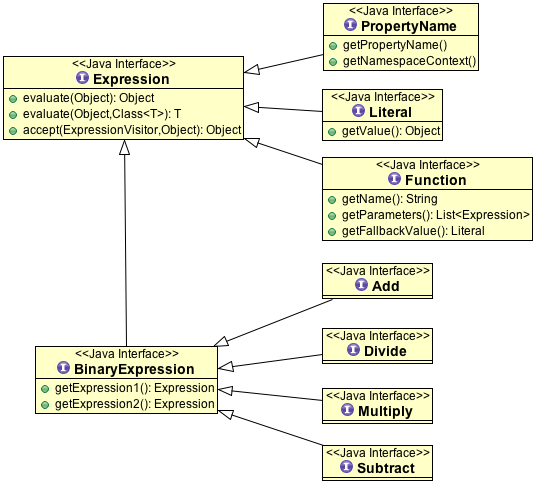 <<Java Interface>>
PropertyName
getPropertyName()
getNamespaceContext()
<<Java Interface>>
Expression
evaluate(Object): Object
evaluate(Object,Class<T>): T
accept(ExpressionVisitor,Object): Object
<<Java Interface>>
Literal
getValue(): Object
<<Java Interface>>
Function
getName(): String
getParameters(): List<Expression>
getFallbackValue(): Literal
<<Java Interface>>
Add
<<Java Interface>>
Divide
<<Java Interface>>
BinaryExpression
getExpression1(): Expression
getExpression2(): Expression
<<Java Interface>>
Multiply
<<Java Interface>>
Subtract